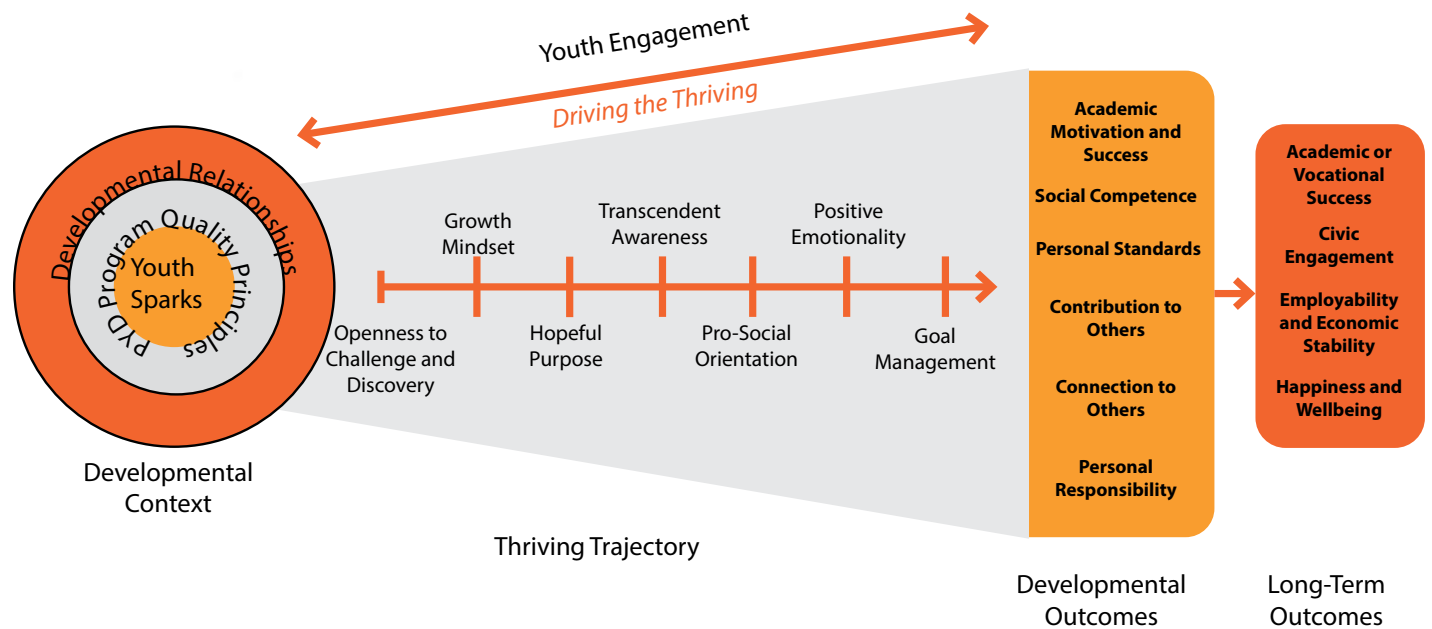 Youth Engagement
Driving the Thriving
Developmental Relationships
PYD Program Quality Principles
Youth
Sparks
Developmental
Context
Growth
Mindset
Transcendent
Awareness
Positive
Emotionality
Openness to
Challenge and
Discovery
Hopeful
Purpose
Pro-Social
Orientation
Goal
Management
Thriving Trajectory
Academic
Motivation and
Success
Social Competence
Personal Standards
Contribution to
Others
Connection to
Others
Personal
Responsibility
Developmental
Outcomes
Academic or
Vocational
Success
Civic
Engagement
Employability
and Economic
Stability
Happiness and
Wellbeing
Long-Term
Outcomes